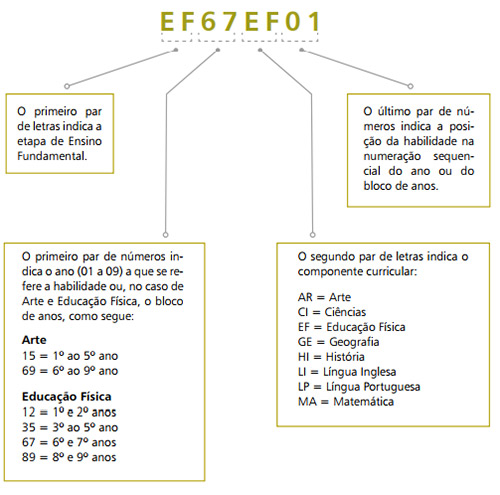 EF67EF01
O primeiro par
de letras indica a
etapa de Ensino
Fundamental.
O último par de nú-
meros indica a posi-
ção da habilidade na
numeração sequen-
cial do ano ou do
bloco de anos.
O primeiro par de números in-
dica o ano (01 a 09) a que se re-
fere a habilidade ou, no caso de
Arte e Educação Física, o bloco
de anos, como segue:
Arte
15 = 1º ao 5º ano
69 = 6º ao 9º ano
Educação Física
12 = 1º e 2º anos
35 = 3º ao 5º ano
67 = 6º e 7º anos
89 = 8º e 9º anos
O segundo par de letras indica o
componente curricular:
AR = Arte
CI = Ciências
EF = Educação Física
GE = Geografia
HI = História
LI = Língua Inglesa
LP = Língua Portuguesa
MA = Matemática